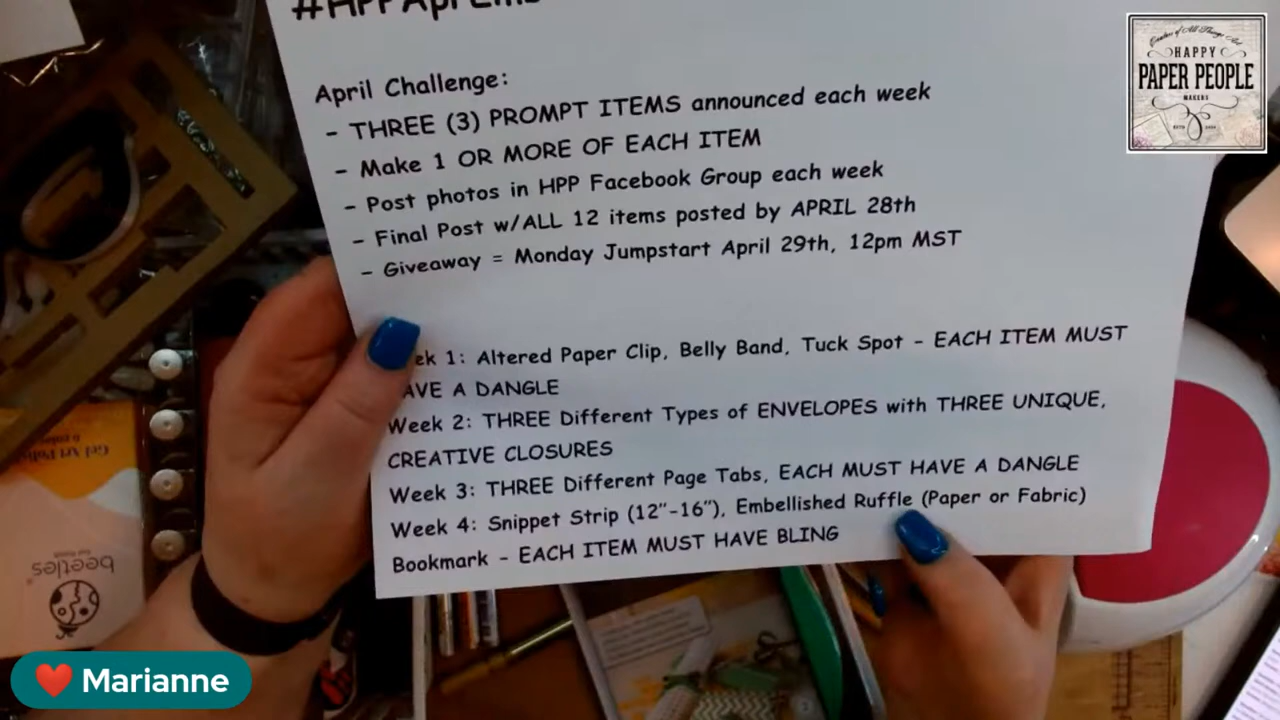 April Challenge:
- THREE (3) PROMPT ITEMS announced each week
- Make 1 OR MORE OF EACH ITEM
- Post photos in HPP Facebook Group each week
- Final Post w/ALL 12 items posted by APRIL 28th
- Giveaway = Monday Jumpstart April 29th, 12pm MST
ek 1: Altered Paper Clip, Belly Band, Tuck Spot - EACH ITEM MUST
AVE A DANGLE
Week 2: THREE Different Types of ENVELOPES with THREE UNIQUE,
CREATIVE CLOSURES
Week 3: THREE Different Page Tabs, EACH MUST HAVE A DANGLE
Week 4: Snippet Strip (12"-16"), Embellished Ruffle (Paper or Fabric)
Bookmark - EACH ITEM MUST HAVE BLING
HAPPY
PAPER PEOPLE
MAKERS
beetles
❤️ Marianne